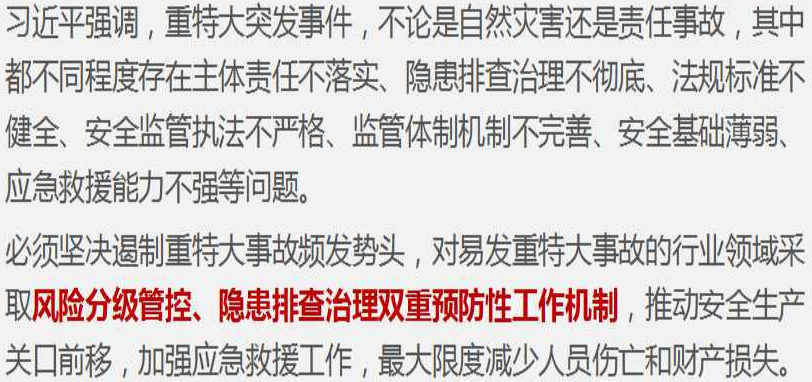 习近平强调，重特大突发事件，不论是自然灾害还是责任事故，其中
都不同程度存在主体责任不落实、隐患排查治理不彻底、法规标准不
健全、安全监管执法不严格、监管体制机制不完善、安全基础薄弱、
应急救援能力不强等问题。
必须坚决遏制重特大事故频发势头，对易发重特大事故的行业领域采
取风险分级管控、隐患排查治理双重预防性工作机制，推动安全生产
关口前移，加强应急救援工作，最大限度减少人员伤亡和财产损失。